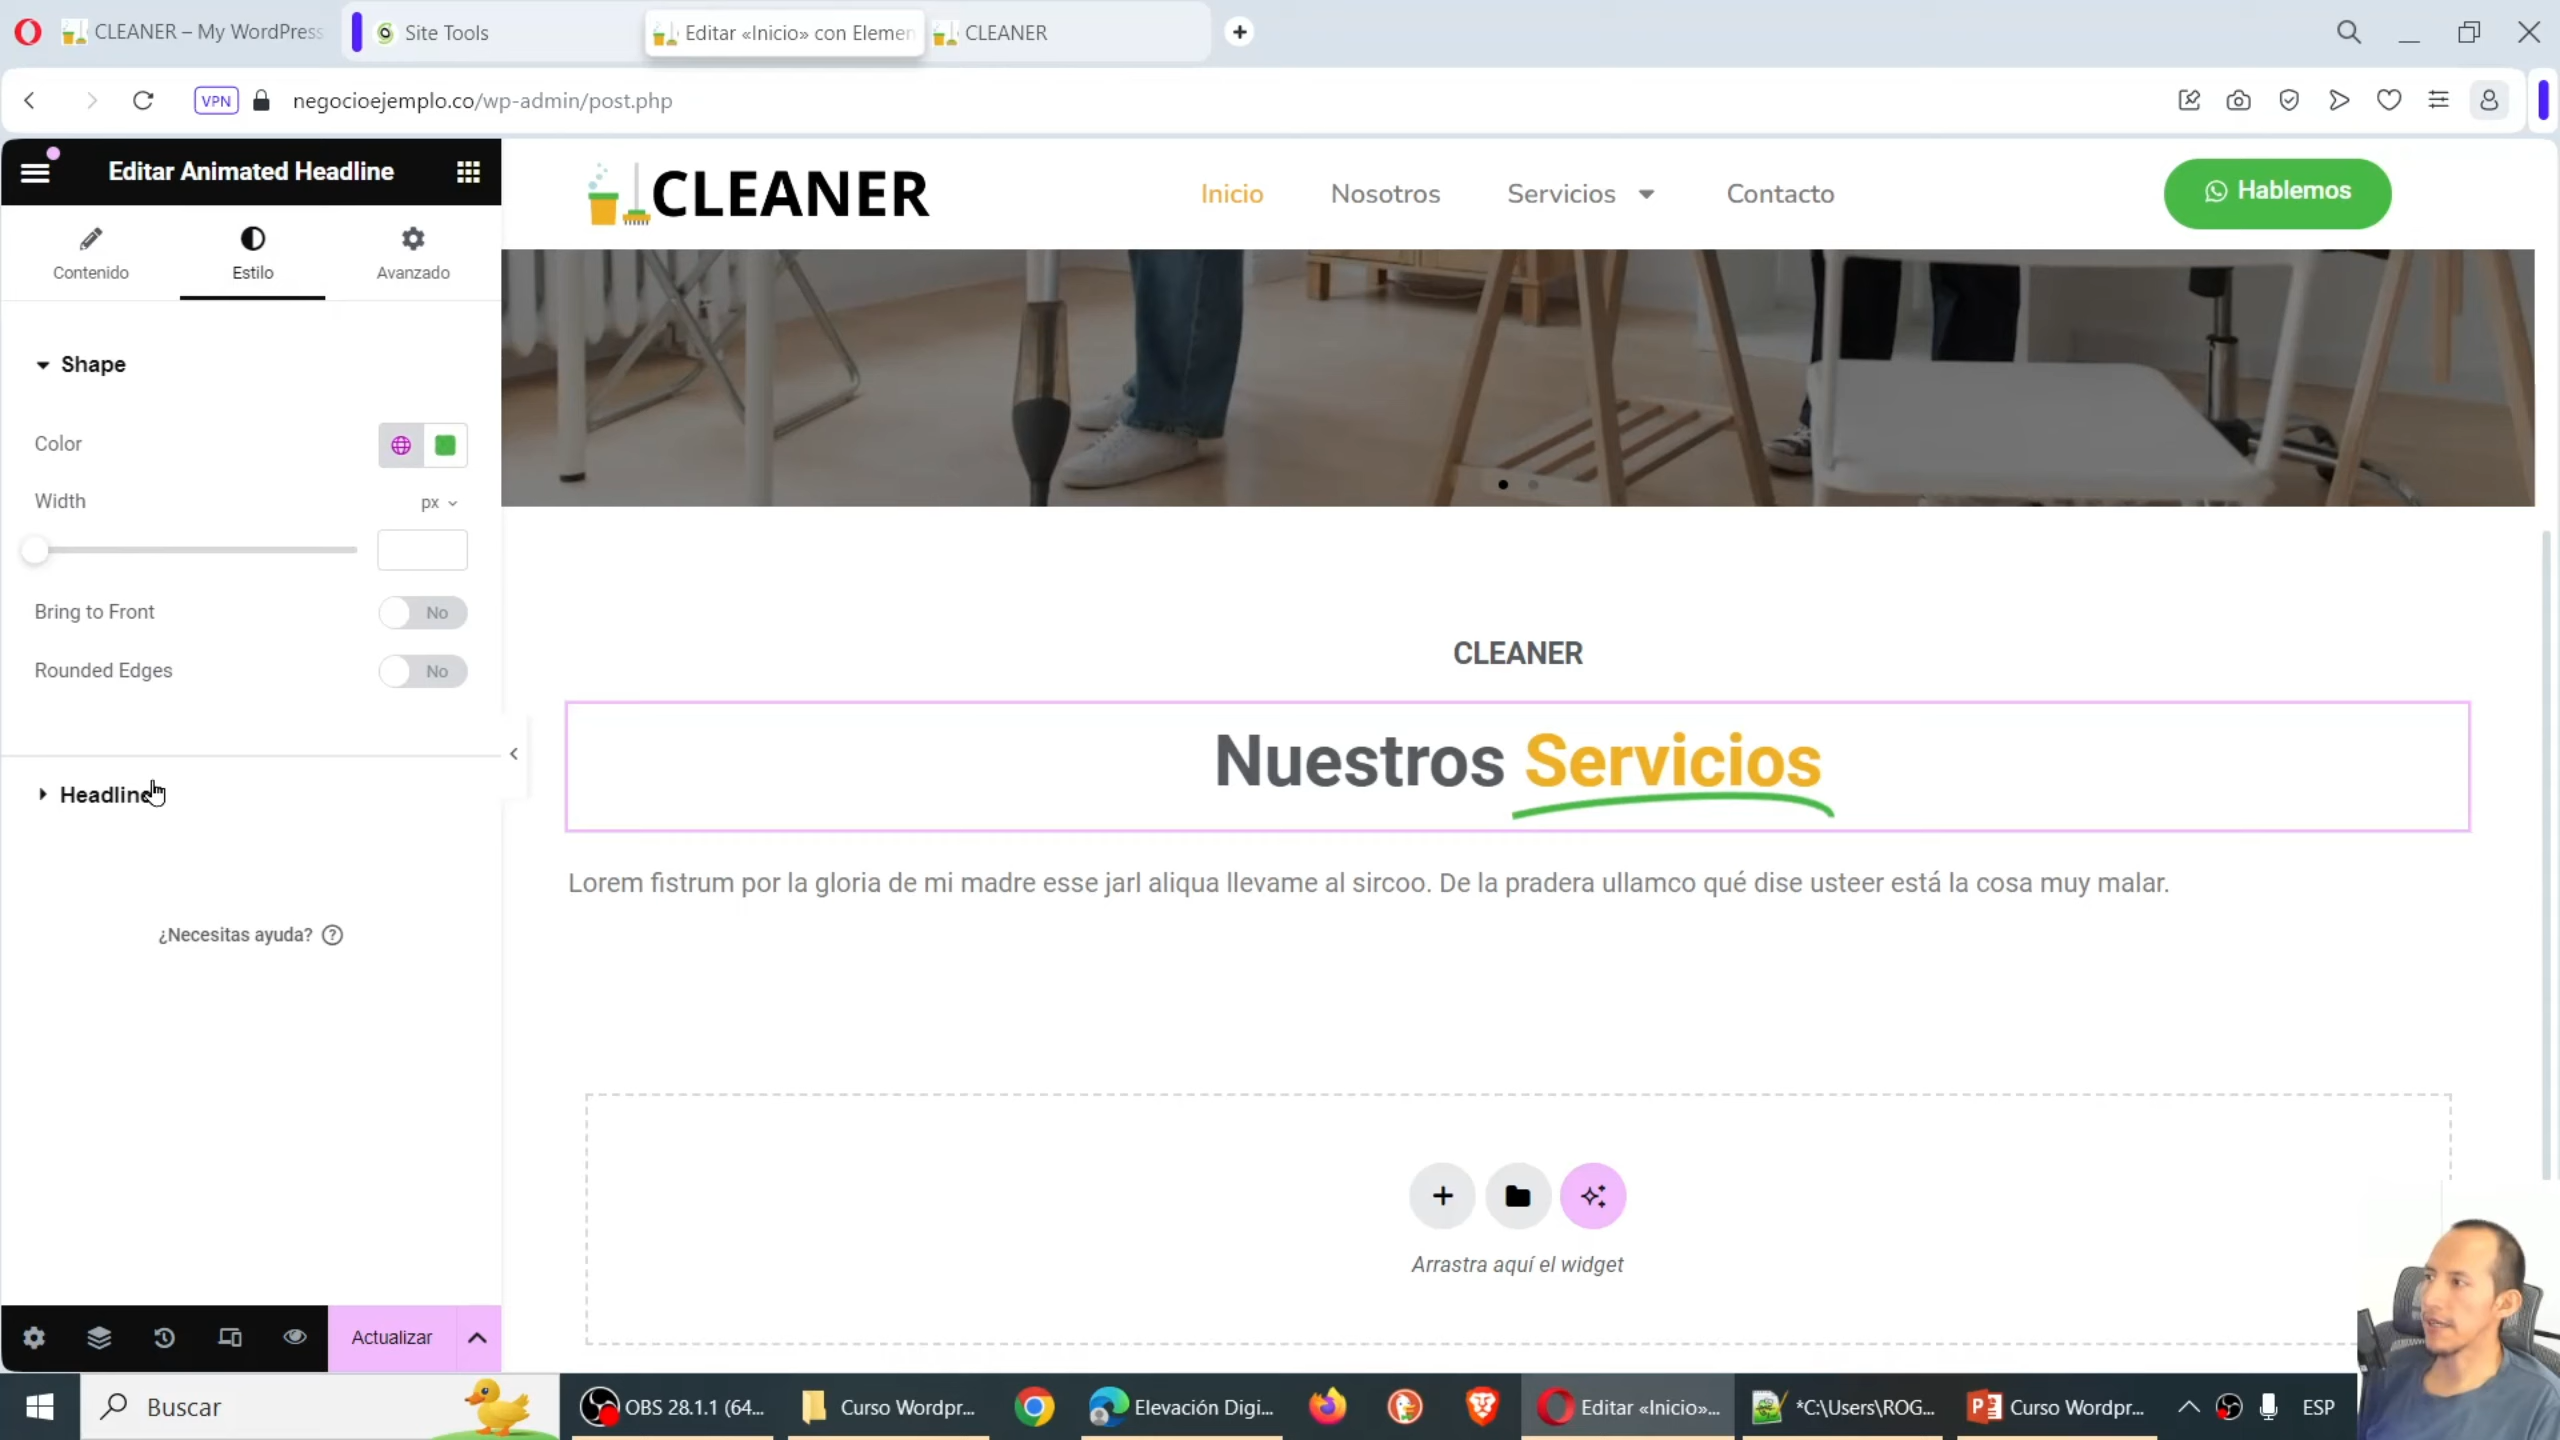 CLEANER – My WordPress
Site Tools
Editar «Inicio» con Elemen
CLEANER
VPN
negocioejemplo.co/wp-admin/post.php
Editar Animated Headline
CLEANER
Inicio
Nosotros
Servicios
Contacto
Hablemos
Contenido
Estilo
Avanzado
Shape
Color
Width
px
Bring to Front
No
Rounded Edges
No
Headline
¿Necesitas ayuda?
CLEANER
Nuestros Servicios
Lorem fistrum por la gloria de mi madre esse jarl aliqua llevame al sircoo. De la pradera ullamco qué dise usteer está la cosa muy malar.
Arrastra aquí el widget
Actualizar
Buscar
OBS 28.1.1 (64...
Curso Wordpr...
Elevación Digi...
Editar «Inicio»...
*C:\Users\ROG...
Curso Wordpr...
ESP